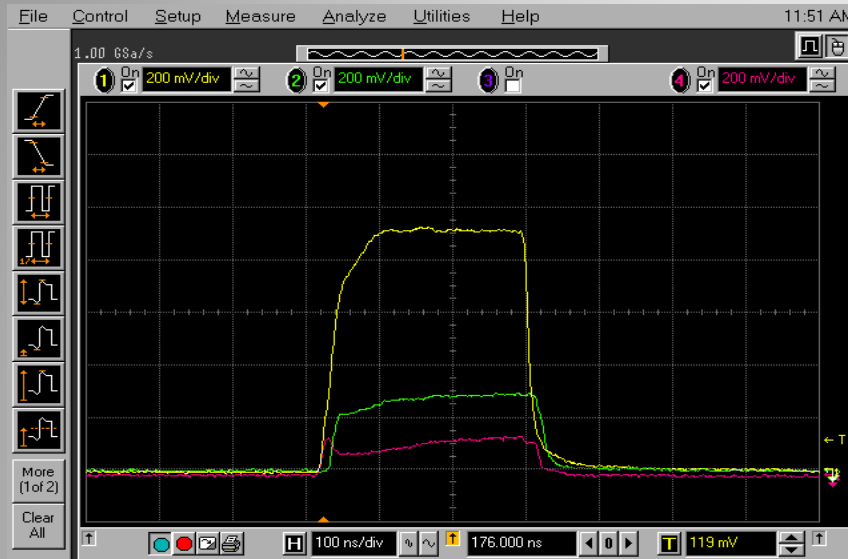 File Control Setup Measure Analyze Utilities Help 11:51 AM
1.00 GSa/s
1 On 200 mV/div 2 On 200 mV/div 3 On 4 On 200 mV/div
1/
T
More
(1of 2)
Clear
All
H 100 ns/div 176.000 ns 0 T 119 mV